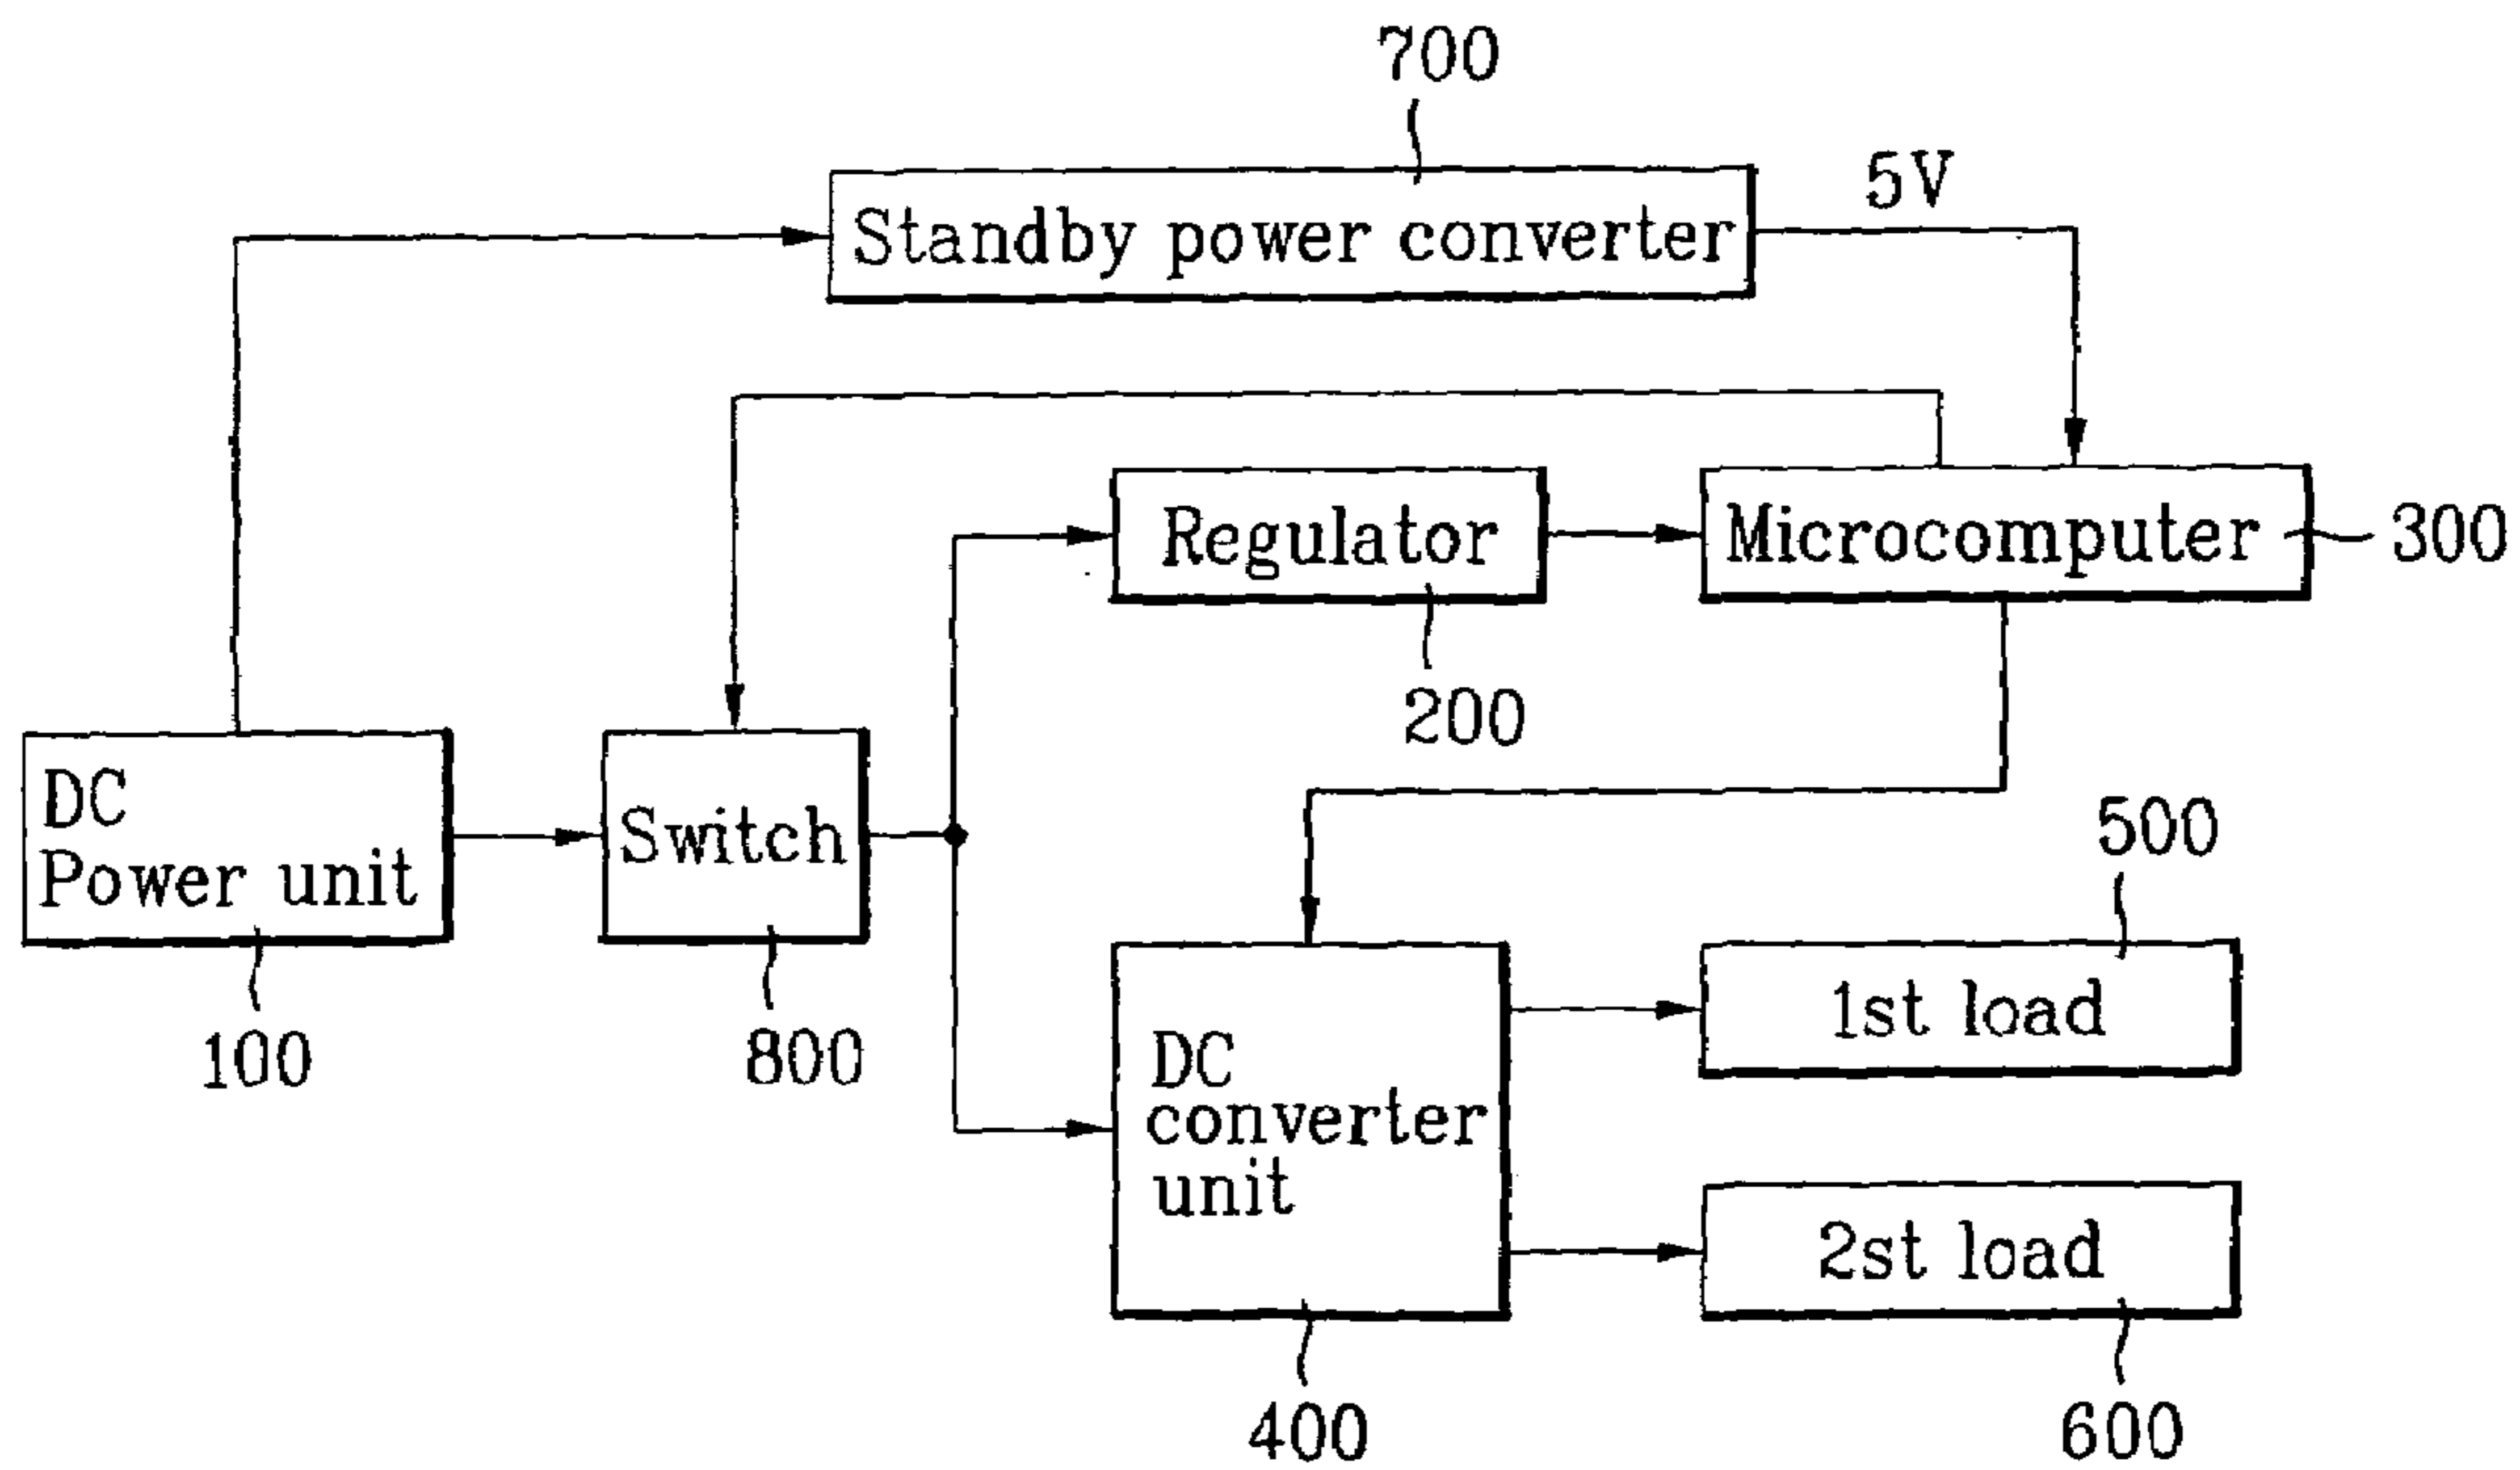 700
5V
Standby power converter
Regulator
Microcomputer
300
200
DC
Power unit
Switch
500
100
800
DC
converter
unit
1st load
2st load
400
600